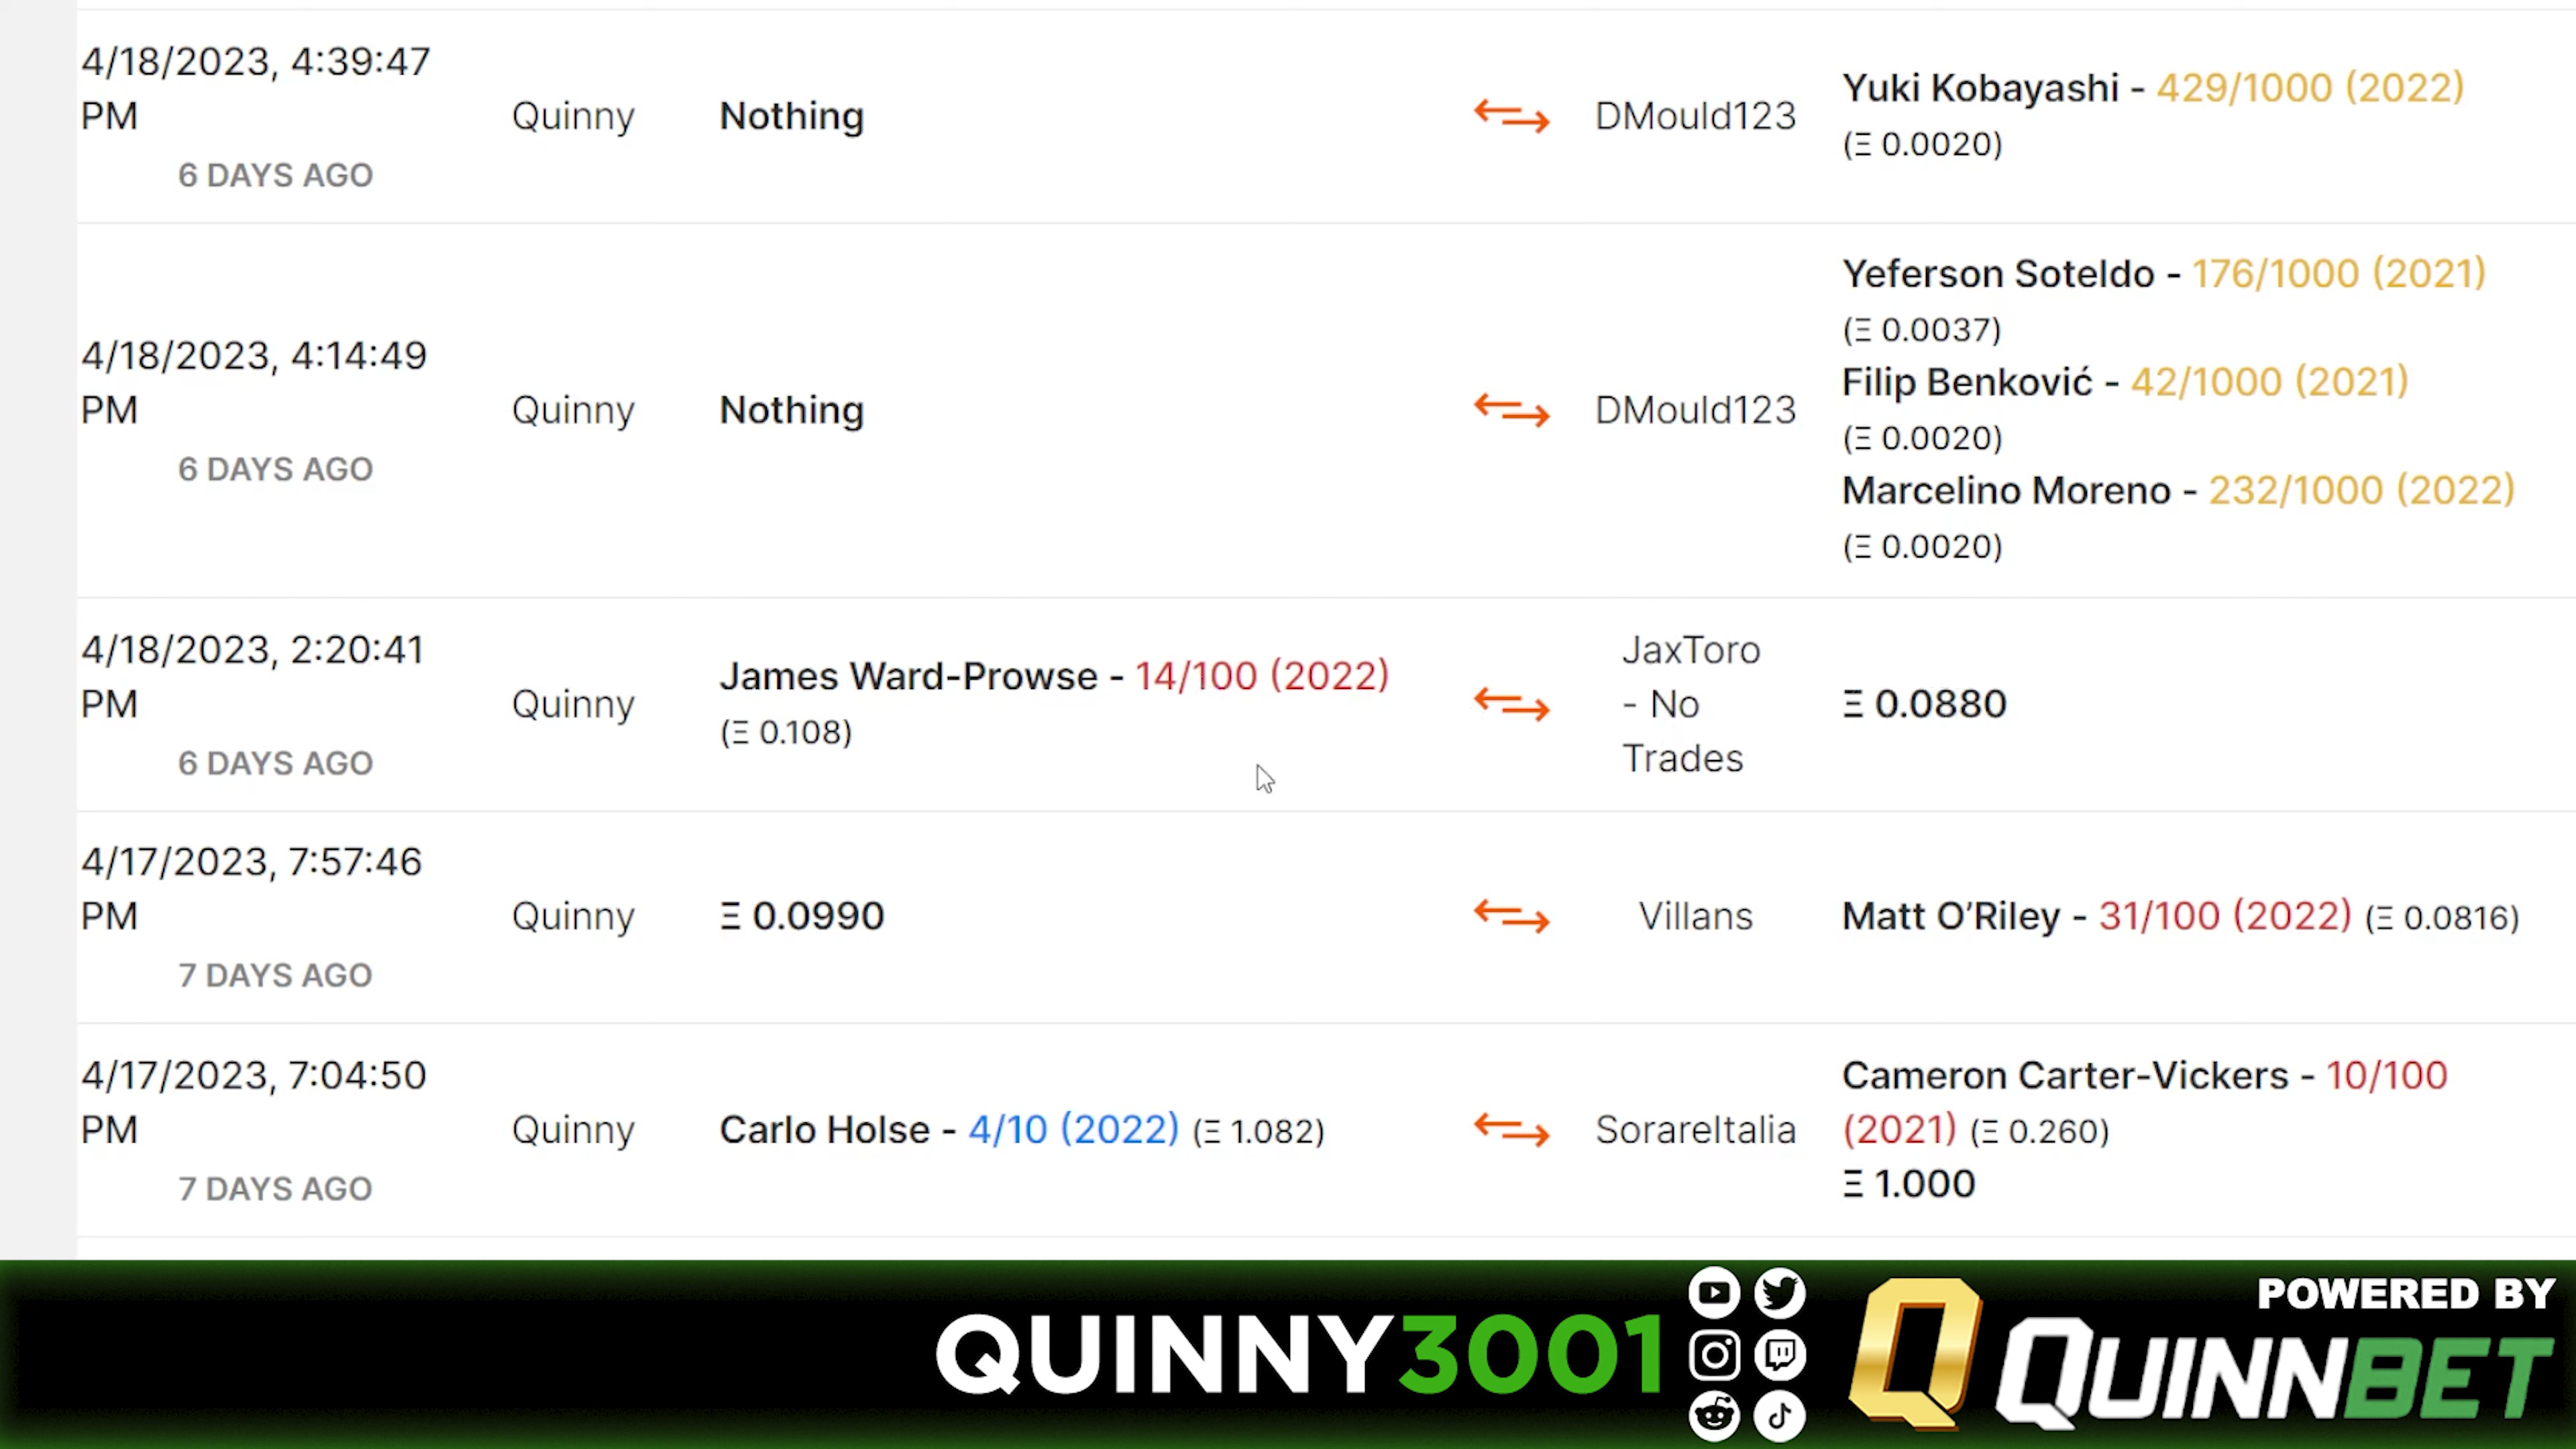 4/18/2023, 4:39:47
PM
6 DAYS AGO
Quinny
Nothing
DMould123
Yuki Kobayashi - 429/1000 (2022)
(Ξ 0.0020)
4/18/2023, 4:14:49
PM
6 DAYS AGO
Quinny
Nothing
DMould123
Yeferson Soteldo - 176/1000 (2021)
(Ξ 0.0037)
Filip Benković - 42/1000 (2021)
(Ξ 0.0020)
Marcelino Moreno - 232/1000 (2022)
(Ξ 0.0020)
4/18/2023, 2:20:41
PM
6 DAYS AGO
Quinny
James Ward-Prowse - 14/100 (2022)
(Ξ 0.108)
JaxToro
- No
Trades
Ξ 0.0880
4/17/2023, 7:57:46
PM
7 DAYS AGO
Quinny
Ξ 0.0990
Villans
Matt O’Riley - 31/100 (2022) (Ξ 0.0816)
4/17/2023, 7:04:50
PM
7 DAYS AGO
Quinny
Carlo Holse - 4/10 (2022) (Ξ 1.082)
SorareItalia
Cameron Carter-Vickers - 10/100
(2021) (Ξ 0.260)
Ξ 1.000
QUINNY3001
POWERED BY
QUINNBET